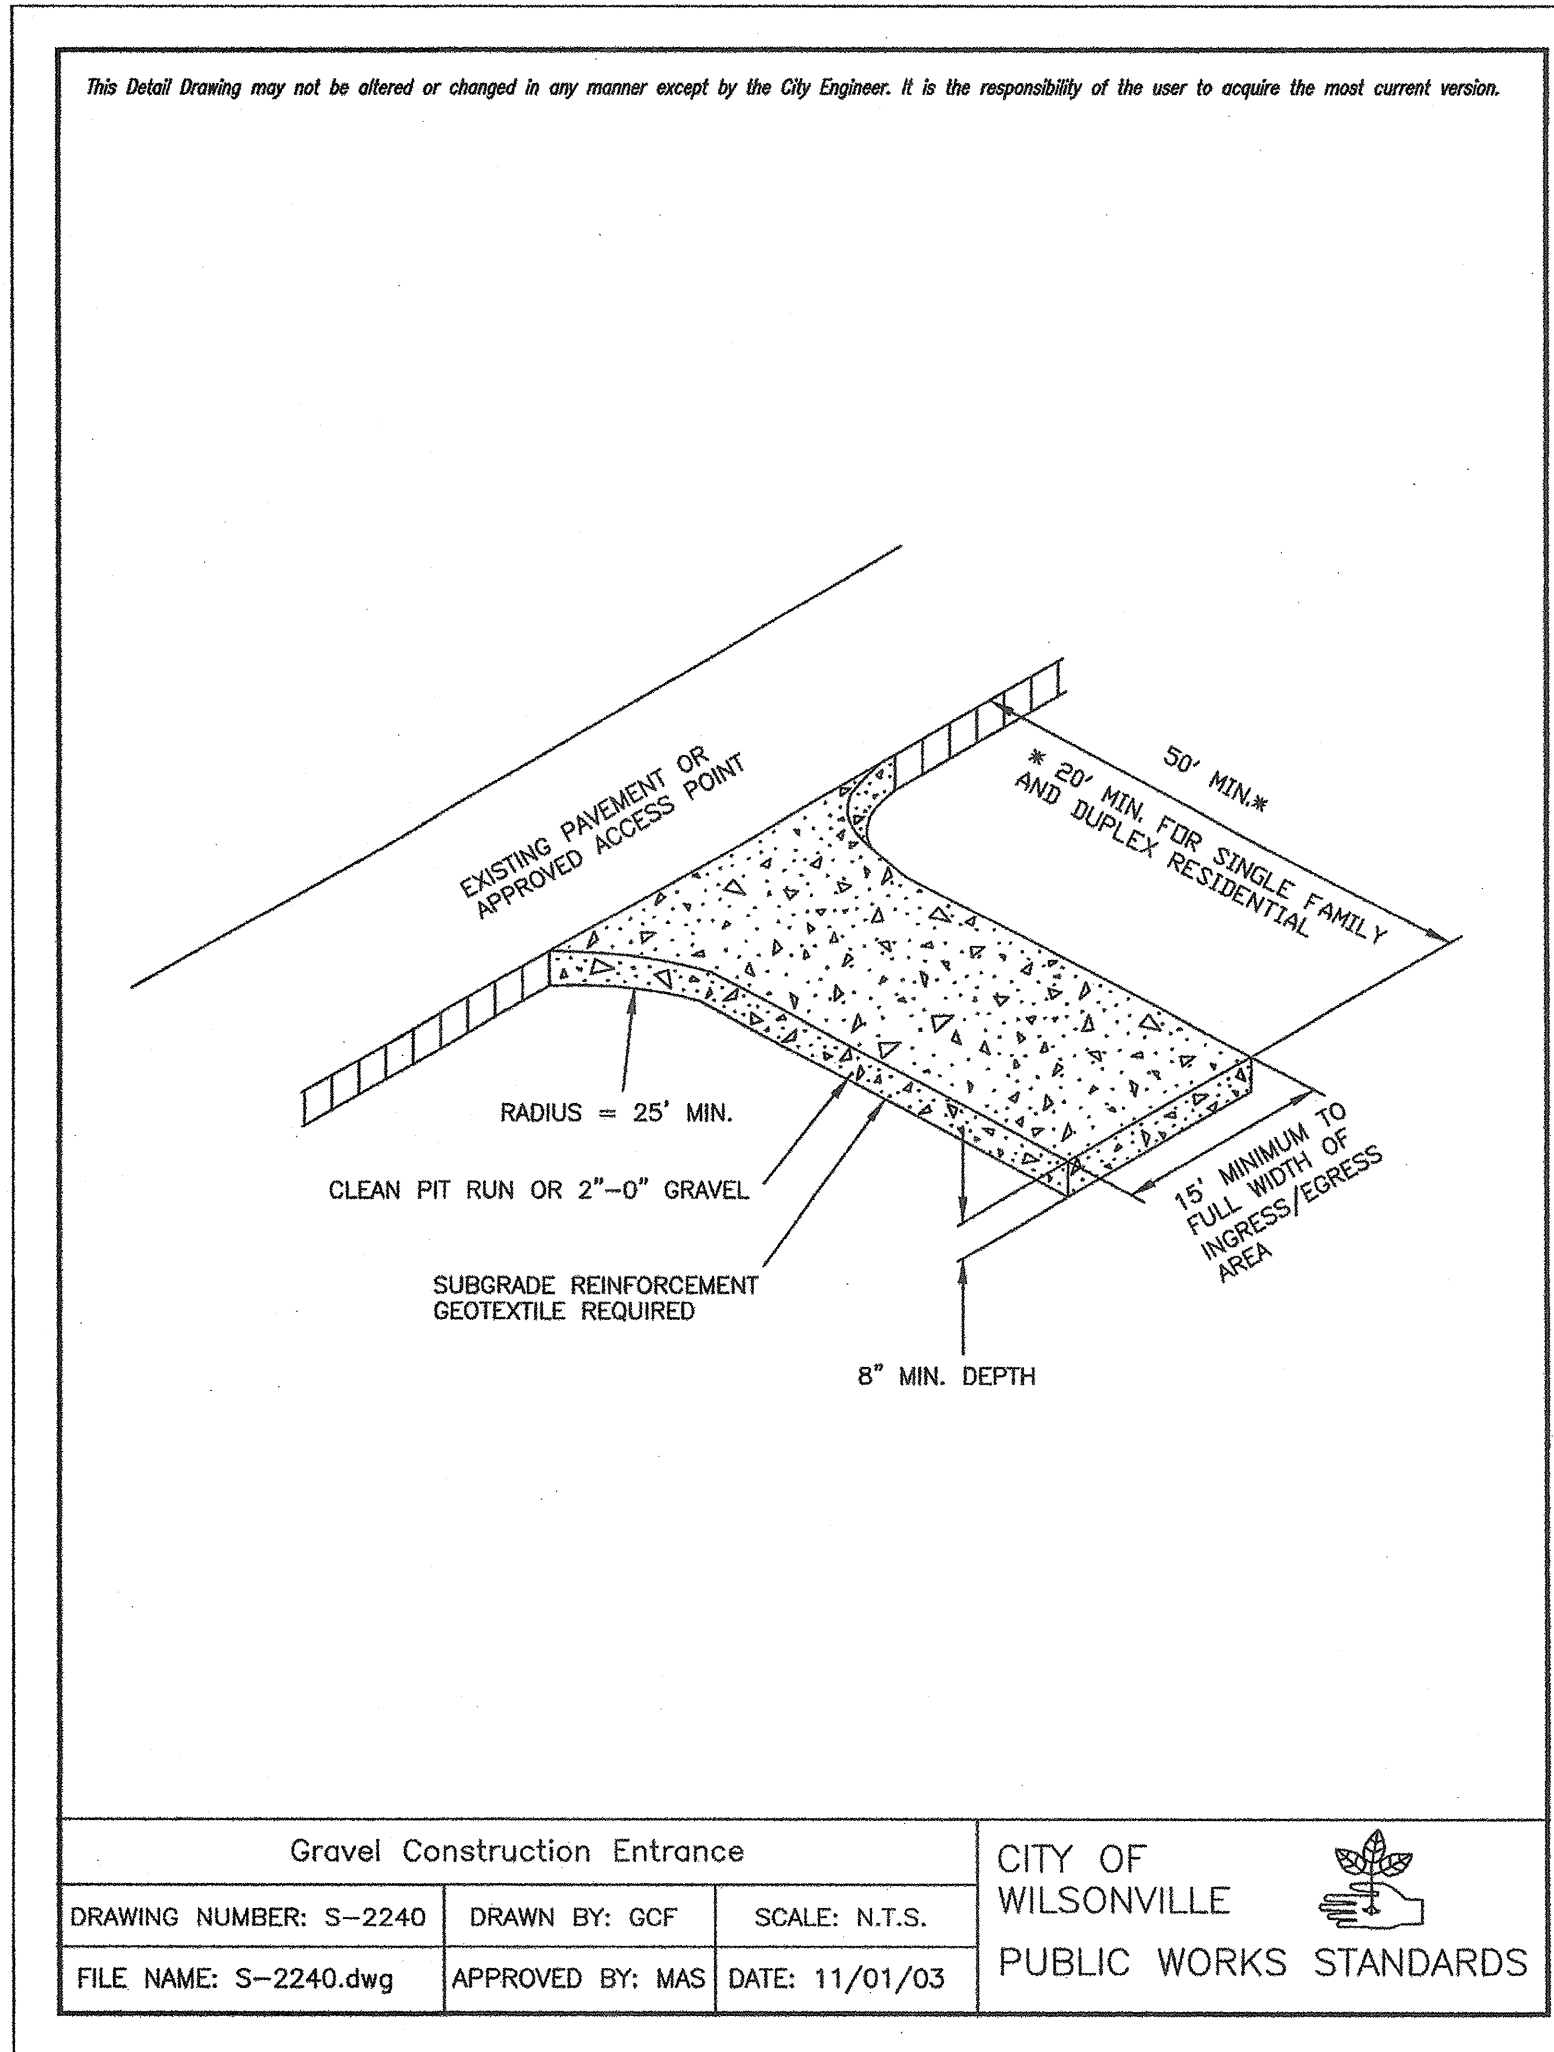 This Detail Drawing may not be altered or changed in any manner except by the City Engineer. It is the responsibility of the user to acquire the most current version.
EXISTING PAVEMENT OR
APPROVED ACCESS POINT
50' MIN.*
* 20' MIN. FOR SINGLE FAMILY
AND DUPLEX RESIDENTIAL
RADIUS = 25' MIN.
CLEAN PIT RUN OR 2"-0" GRAVEL
SUBGRADE REINFORCEMENT
GEOTEXTILE REQUIRED
15' MINIMUM TO
FULL WIDTH OF
INGRESS/EGRESS
AREA
8" MIN. DEPTH
Gravel Construction Entrance
DRAWING NUMBER: S-2240
DRAWN BY: GCF
SCALE: N.T.S.
FILE NAME: S-2240.dwg
APPROVED BY: MAS
DATE: 11/01/03
CITY OF
WILSONVILLE
PUBLIC WORKS STANDARDS